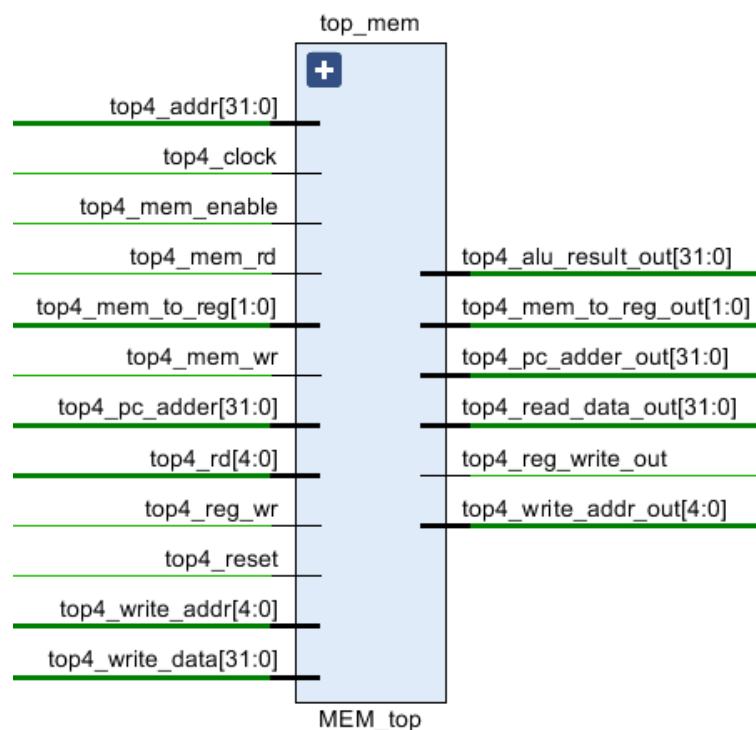 top_mem
top4_addr[31:0]
top4_clock
top4_mem_enable
top4_mem_rd
top4_mem_to_reg[1:0]
top4_mem_wr
top4_pc_adder[31:0]
top4_rd[4:0]
top4_reg_wr
top4_reset
top4_write_addr[4:0]
top4_write_data[31:0]
top4_alu_result_out[31:0]
top4_mem_to_reg_out[1:0]
top4_pc_adder_out[31:0]
top4_read_data_out[31:0]
top4_reg_write_out
top4_write_addr_out[4:0]
MEM_top